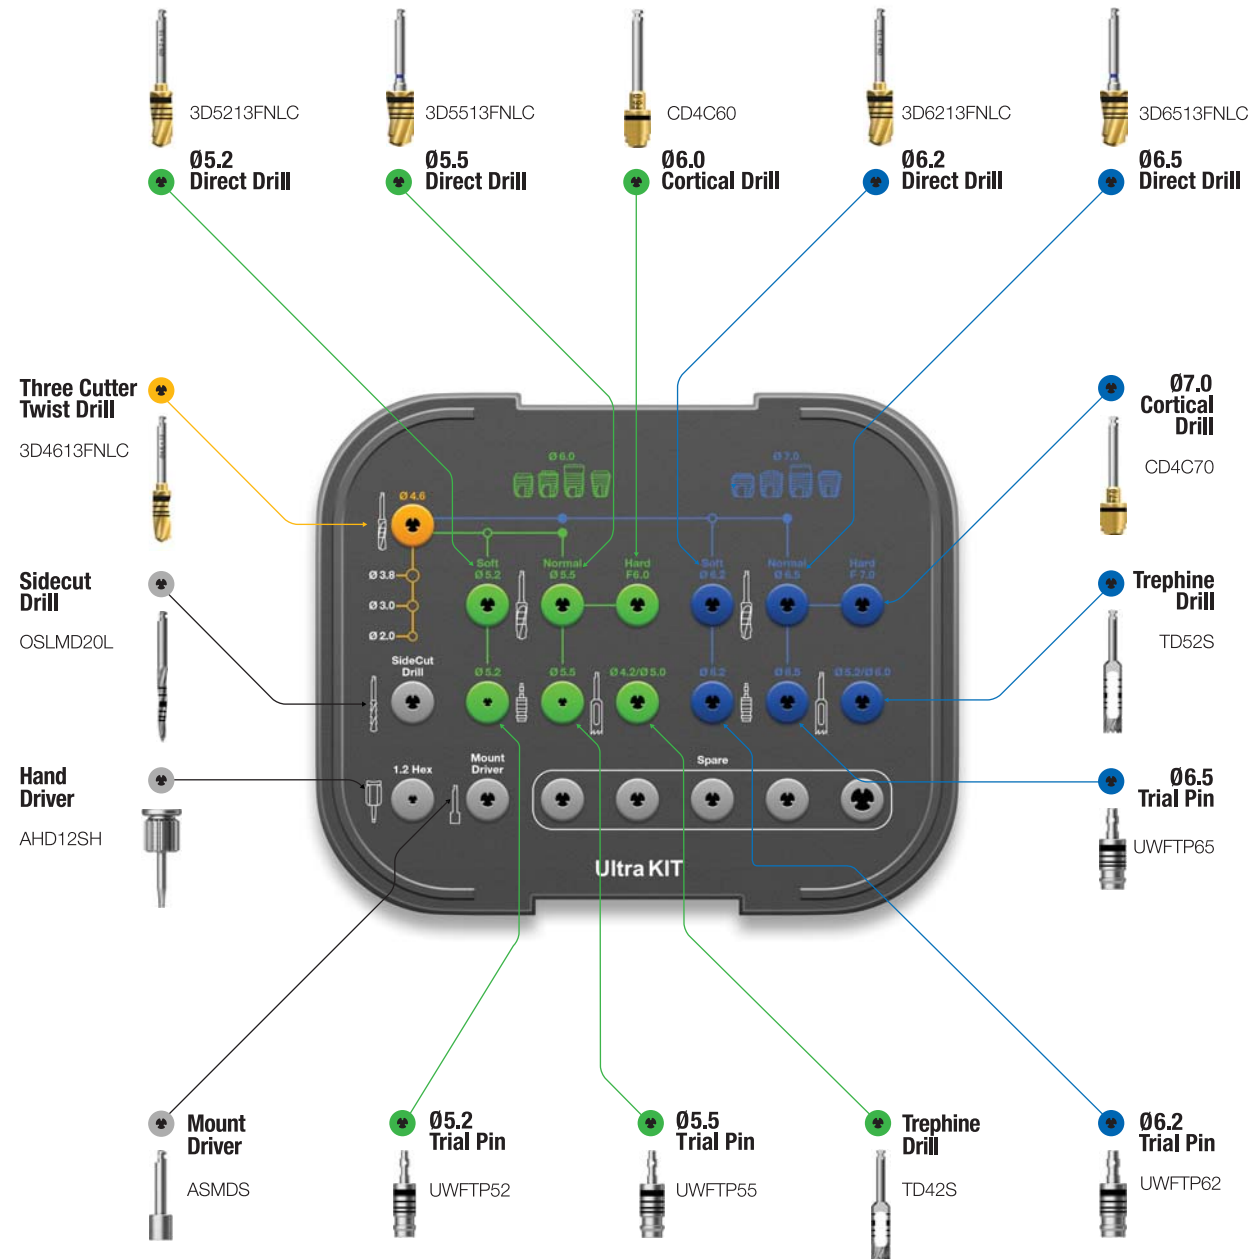 3D5213FNLC
Ø5.2
Direct Drill
3D5513FNLC
Ø5.5
Direct Drill
CD4C60
Ø6.0
Cortical Drill
3D6213FNLC
Ø6.2
Direct Drill
3D6513FNLC
Ø6.5
Direct Drill
Three Cutter
Twist Drill
3D4613FNLC
Sidecut
Drill
OSLMD20L
Hand
Driver
AHD12SH
Ø 6.0
Ø 7.0
Ø 4.6
Ø 3.8
Ø 3.0
Ø 2.0
Soft
Ø 5.2
Normal
Ø 5.5
Hard
F6.0
Soft
Ø 6.2
Normal
Ø 6.5
Hard
F 7.0
SideCut
Drill
Ø 5.2
Ø 5.5
Ø 4.2/Ø 5.0
Ø 6.2
Ø 6.5
Ø 5.2/Ø 6.0
1.2 Hex
Mount
Driver
Spare
Ultra KIT
Ø7.0
Cortical
Drill
CD4C70
Trephine
Drill
TD52S
Ø6.5
Trial Pin
UWFTP65
Mount
Driver
ASMDS
Ø5.2
Trial Pin
UWFTP52
Ø5.5
Trial Pin
UWFTP55
Trephine
Drill
TD42S
Ø6.2
Trial Pin
UWFTP62